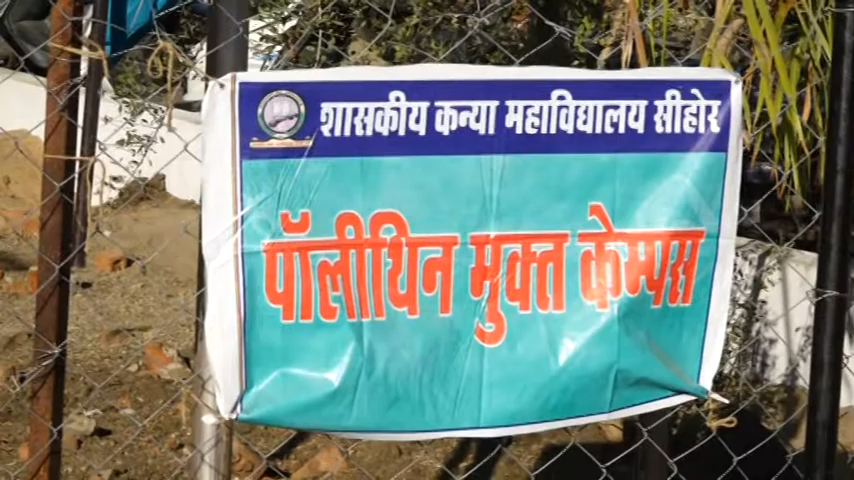 शासकीय कन्या महाविद्यालय सीहोर
पॉलीथिन मुक्त केम्पस